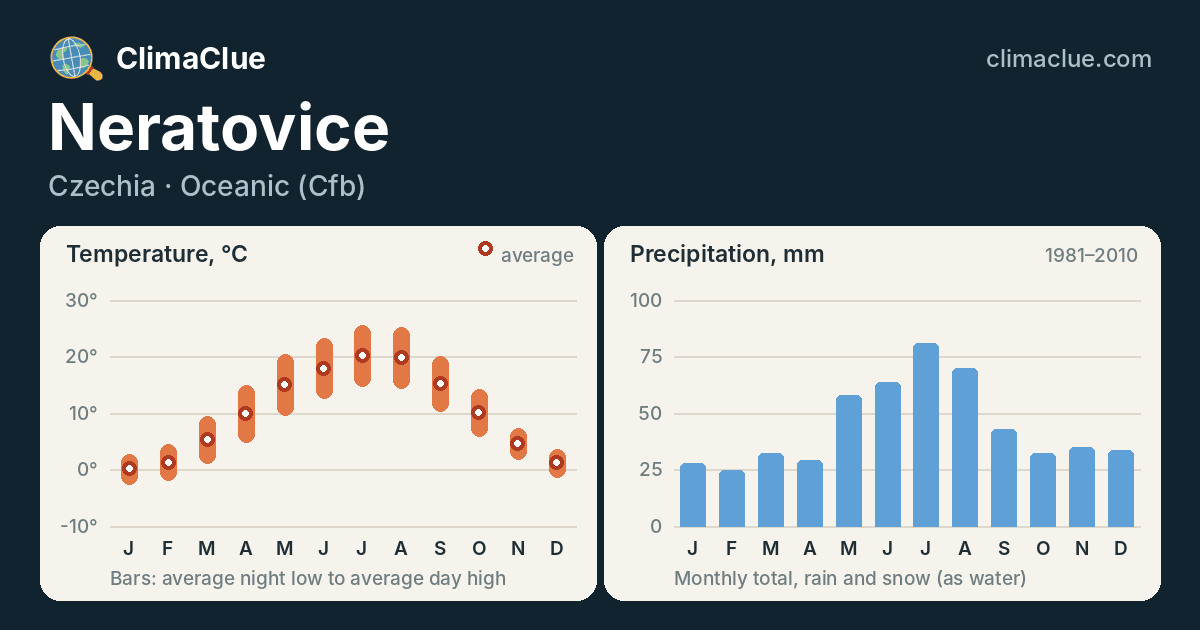 ClimaClue
climaclue.com
Neratovice
Czechia · Oceanic (Cfb)
Temperature, °C
average
30°
20°
10°
0°
-10°
J F M A M J J A S O N D
Bars: average night low to average day high
Precipitation, mm
1981–2010
100
75
50
25
0
J F M A M J J A S O N D
Monthly total, rain and snow (as water)